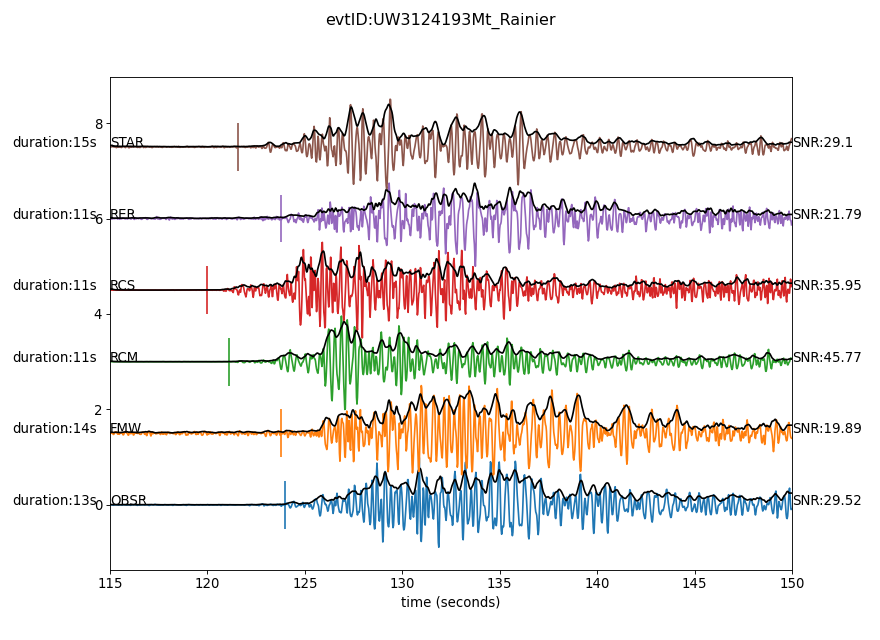 evtID:UW3124193Mt_Rainier
8
duration:15s STAR SNR:29.1
duration:11s RER SNR:21.79
6
duration:11s RCS SNR:35.95
4
duration:11s RCM SNR:45.77
2
duration:14s FMW SNR:19.89
duration:13s OBSR SNR:29.52
0
115 120 125 130 135 140 145 150
time (seconds)